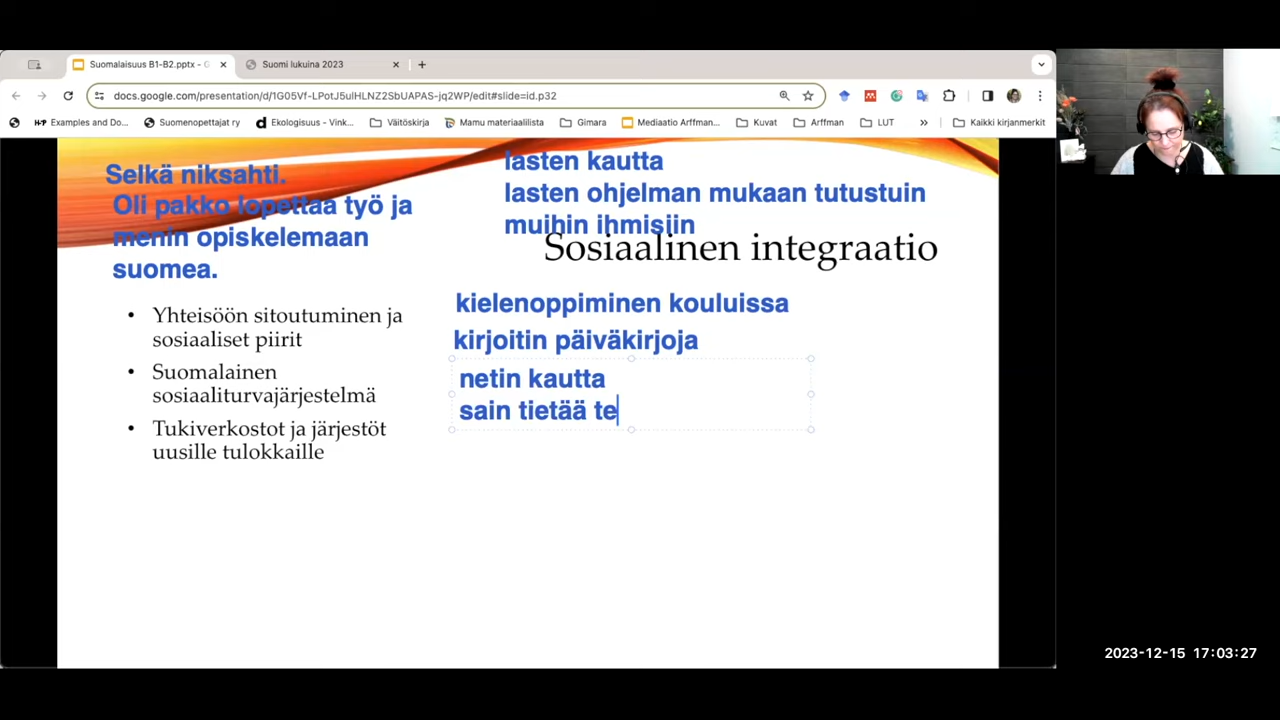 Suomalaisuus B1-B2.pptx - G
Suomi lukuina 2023
docs.google.com/presentation/d/1G05Vf-LPotJ5ulHLNZ2SbUAPAS-jq2WP/edit#slide=id.p32
Examples and Do...
Suomenopettajat ry
Ekologisuus - Vink...
Väitöskirja
Mamu materiaalilista
Gimara
Mediaatio Arffman...
Kuvat
Arffman
LUT
»
Kaikki kirjanmerkit
Selkä niksahti.
Oli pakko lopettaa työ ja
menin opiskelemaan
suomea.
lasten kautta
lasten ohjelman mukaan tutustuin
muihin ihmisiin
Sosiaalinen integraatio
• Yhteisöön sitoutuminen ja
sosiaaliset piirit
• Suomalainen
sosiaaliturvajärjestelmä
• Tukiverkostot ja järjestöt
uusille tulokkaille
kielenoppiminen kouluissa
kirjoitin päiväkirjoja
netin kautta
sain tietää te
2023-12-15 17:03:27